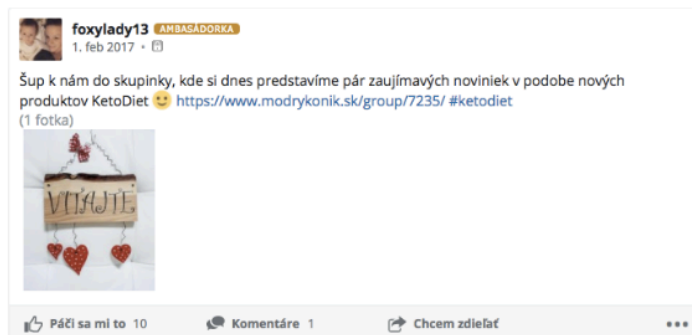 foxylady13 AMBASÁDORKA
1. feb 2017 •
Šup k nám do skupinky, kde si dnes predstavíme pár zaujímavých noviniek v podobe nových
produktov KetoDiet 🙂 https://www.modrykonik.sk/group/7235/ #ketodiet
(1 fotka)
VITAJTE
Páči sa mi to 10 Komentáre 1 Chcem zdieľať